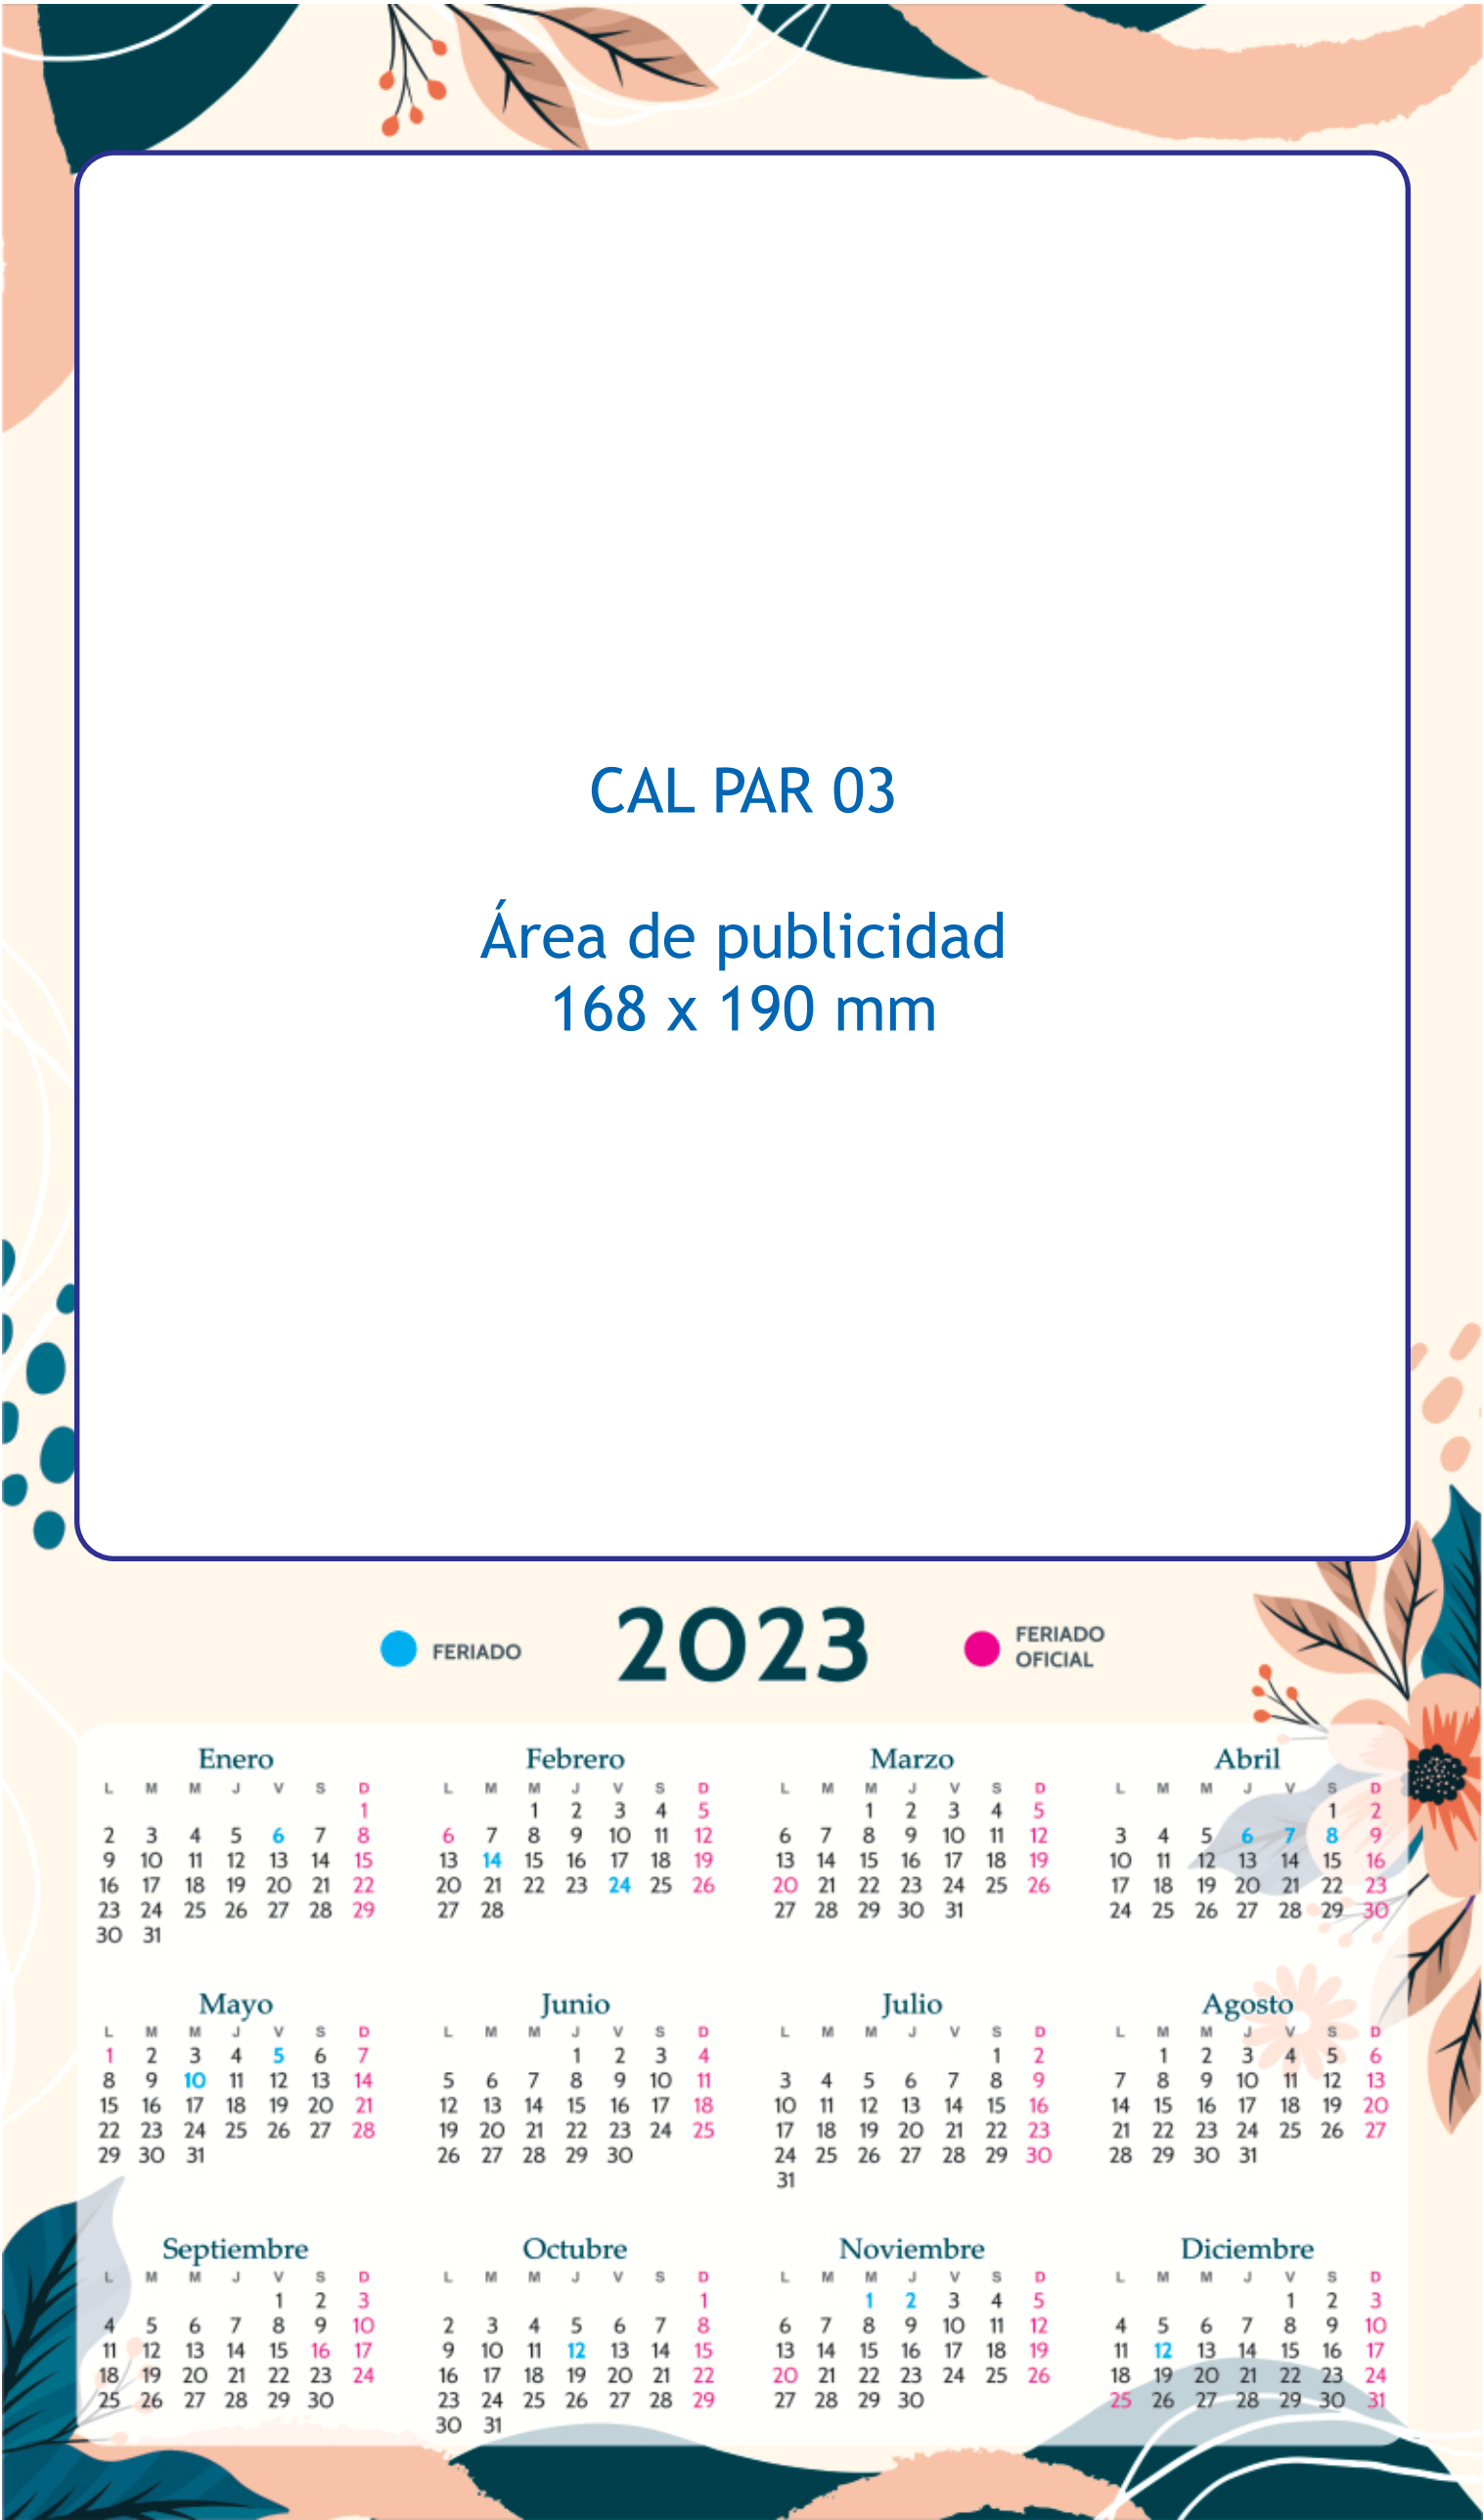 CAL PAR 03
Área de publicidad
168 x 190 mm
FERIADO
2023
FERIADO
OFICIAL
Enero
L M M J V S D
1
2 3 4 5 6 7 8
9 10 11 12 13 14 15
16 17 18 19 20 21 22
23 24 25 26 27 28 29
30 31
Febrero
L M M J V S D
1 2 3 4 5
6 7 8 9 10 11 12
13 14 15 16 17 18 19
20 21 22 23 24 25 26
27 28
Marzo
L M M J V S D
1 2 3 4 5
6 7 8 9 10 11 12
13 14 15 16 17 18 19
20 21 22 23 24 25 26
27 28 29 30 31
Abril
L M M J V S D
1 2
3 4 5 6 7 8 9
10 11 12 13 14 15 16
17 18 19 20 21 22 23
24 25 26 27 28 29 30
Mayo
L M M J V S D
1 2 3 4 5 6 7
8 9 10 11 12 13 14
15 16 17 18 19 20 21
22 23 24 25 26 27 28
29 30 31
Junio
L M M J V S D
1 2 3 4
5 6 7 8 9 10 11
12 13 14 15 16 17 18
19 20 21 22 23 24 25
26 27 28 29 30
Julio
L M M J V S D
1 2
3 4 5 6 7 8 9
10 11 12 13 14 15 16
17 18 19 20 21 22 23
24 25 26 27 28 29 30
31
Agosto
L M M J V S D
1 2 3 4 5 6
7 8 9 10 11 12 13
14 15 16 17 18 19 20
21 22 23 24 25 26 27
28 29 30 31
Septiembre
L M M J V S D
1 2 3
4 5 6 7 8 9 10
11 12 13 14 15 16 17
18 19 20 21 22 23 24
25 26 27 28 29 30
Octubre
L M M J V S D
1
2 3 4 5 6 7 8
9 10 11 12 13 14 15
16 17 18 19 20 21 22
23 24 25 26 27 28 29
30 31
Noviembre
L M M J V S D
1 2 3 4 5
6 7 8 9 10 11 12
13 14 15 16 17 18 19
20 21 22 23 24 25 26
27 28 29 30
Diciembre
L M M J V S D
1 2 3
4 5 6 7 8 9 10
11 12 13 14 15 16 17
18 19 20 21 22 23 24
25 26 27 28 29 30 31